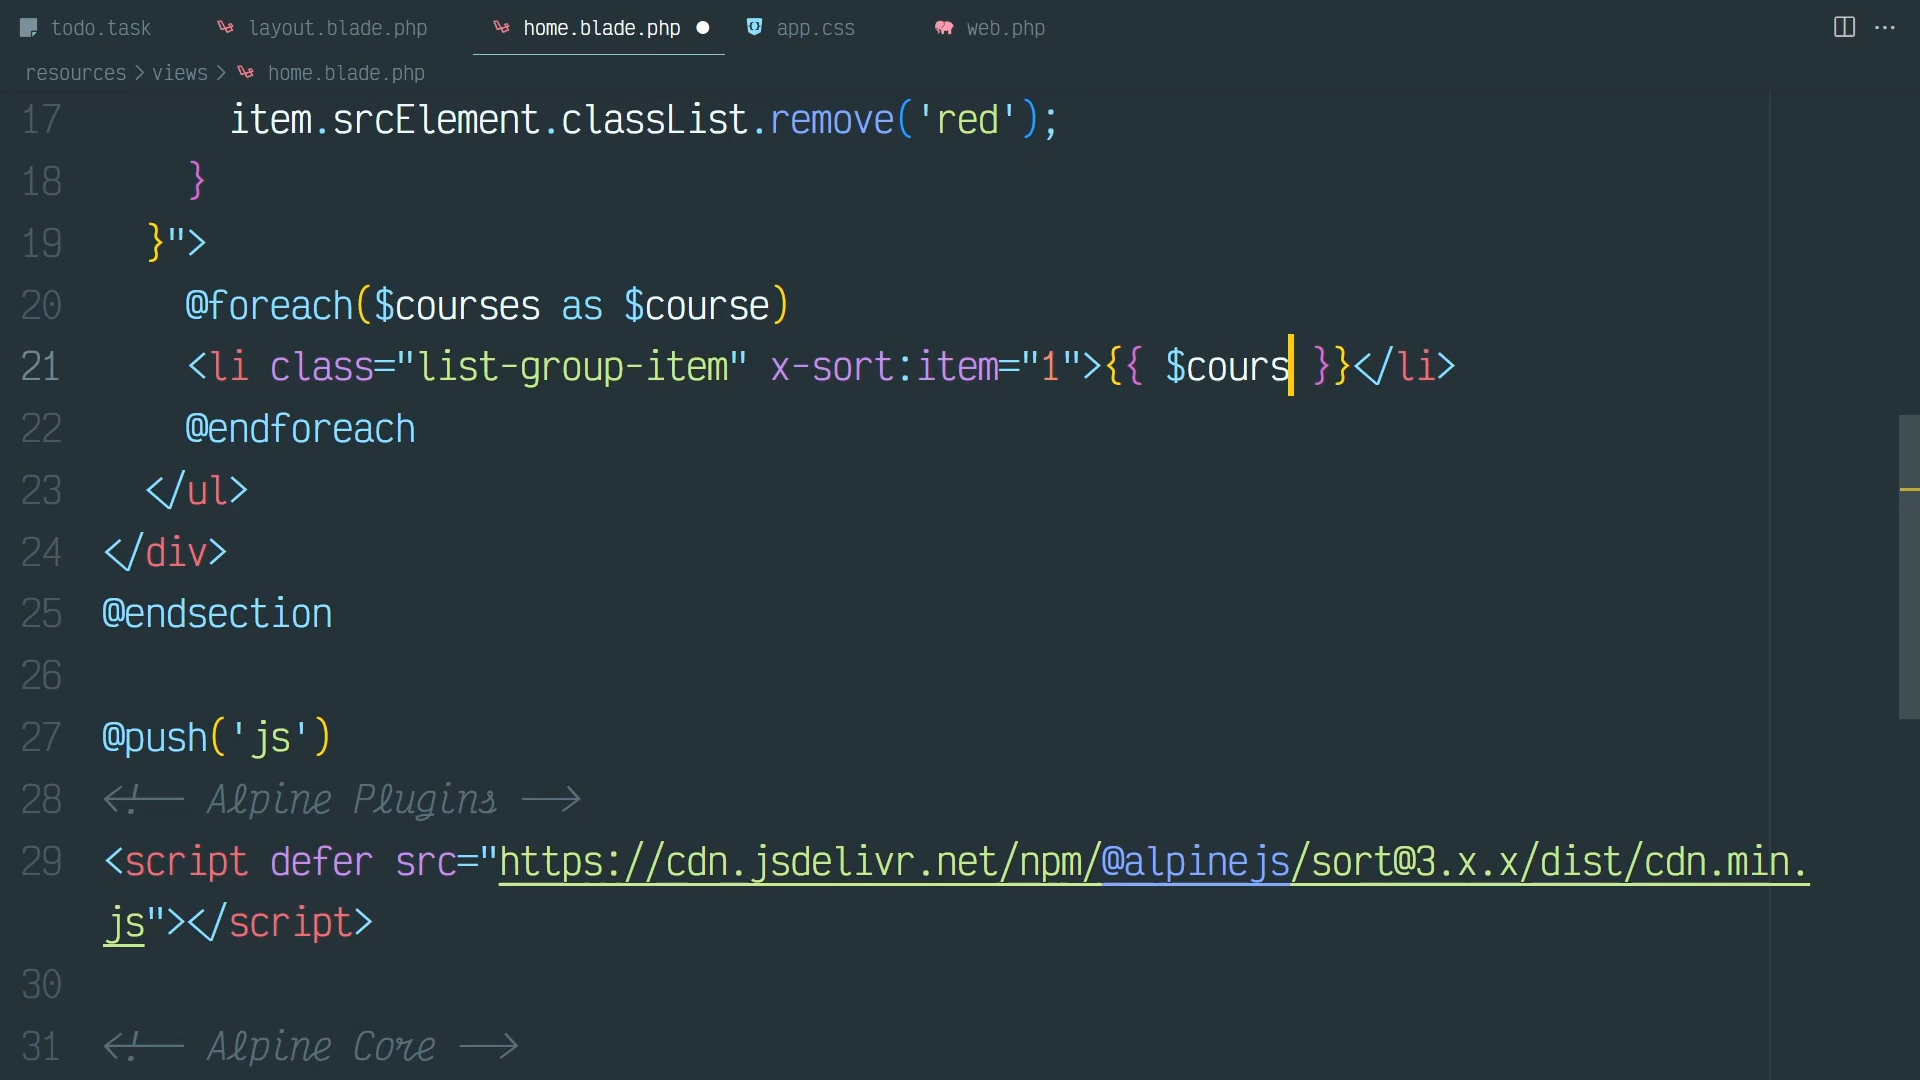 todo.task layout.blade.php home.blade.php app.css web.php
resources > views > home.blade.php
17 item.srcElement.classList.remove('red');
18 }
19 }">
20 @foreach($courses as $course)
21 <li class="list-group-item" x-sort:item="1">{{ $cours }}</li>
22 @endforeach
23 </ul>
24 </div>
25 @endsection
26
27 @push('js')
28 <!-- Alpine Plugins -->
29 <script defer src="https://cdn.jsdelivr.net/npm/@alpinejs/sort@3.x.x/dist/cdn.min.
js"></script>
30
31 <!-- Alpine Core -->